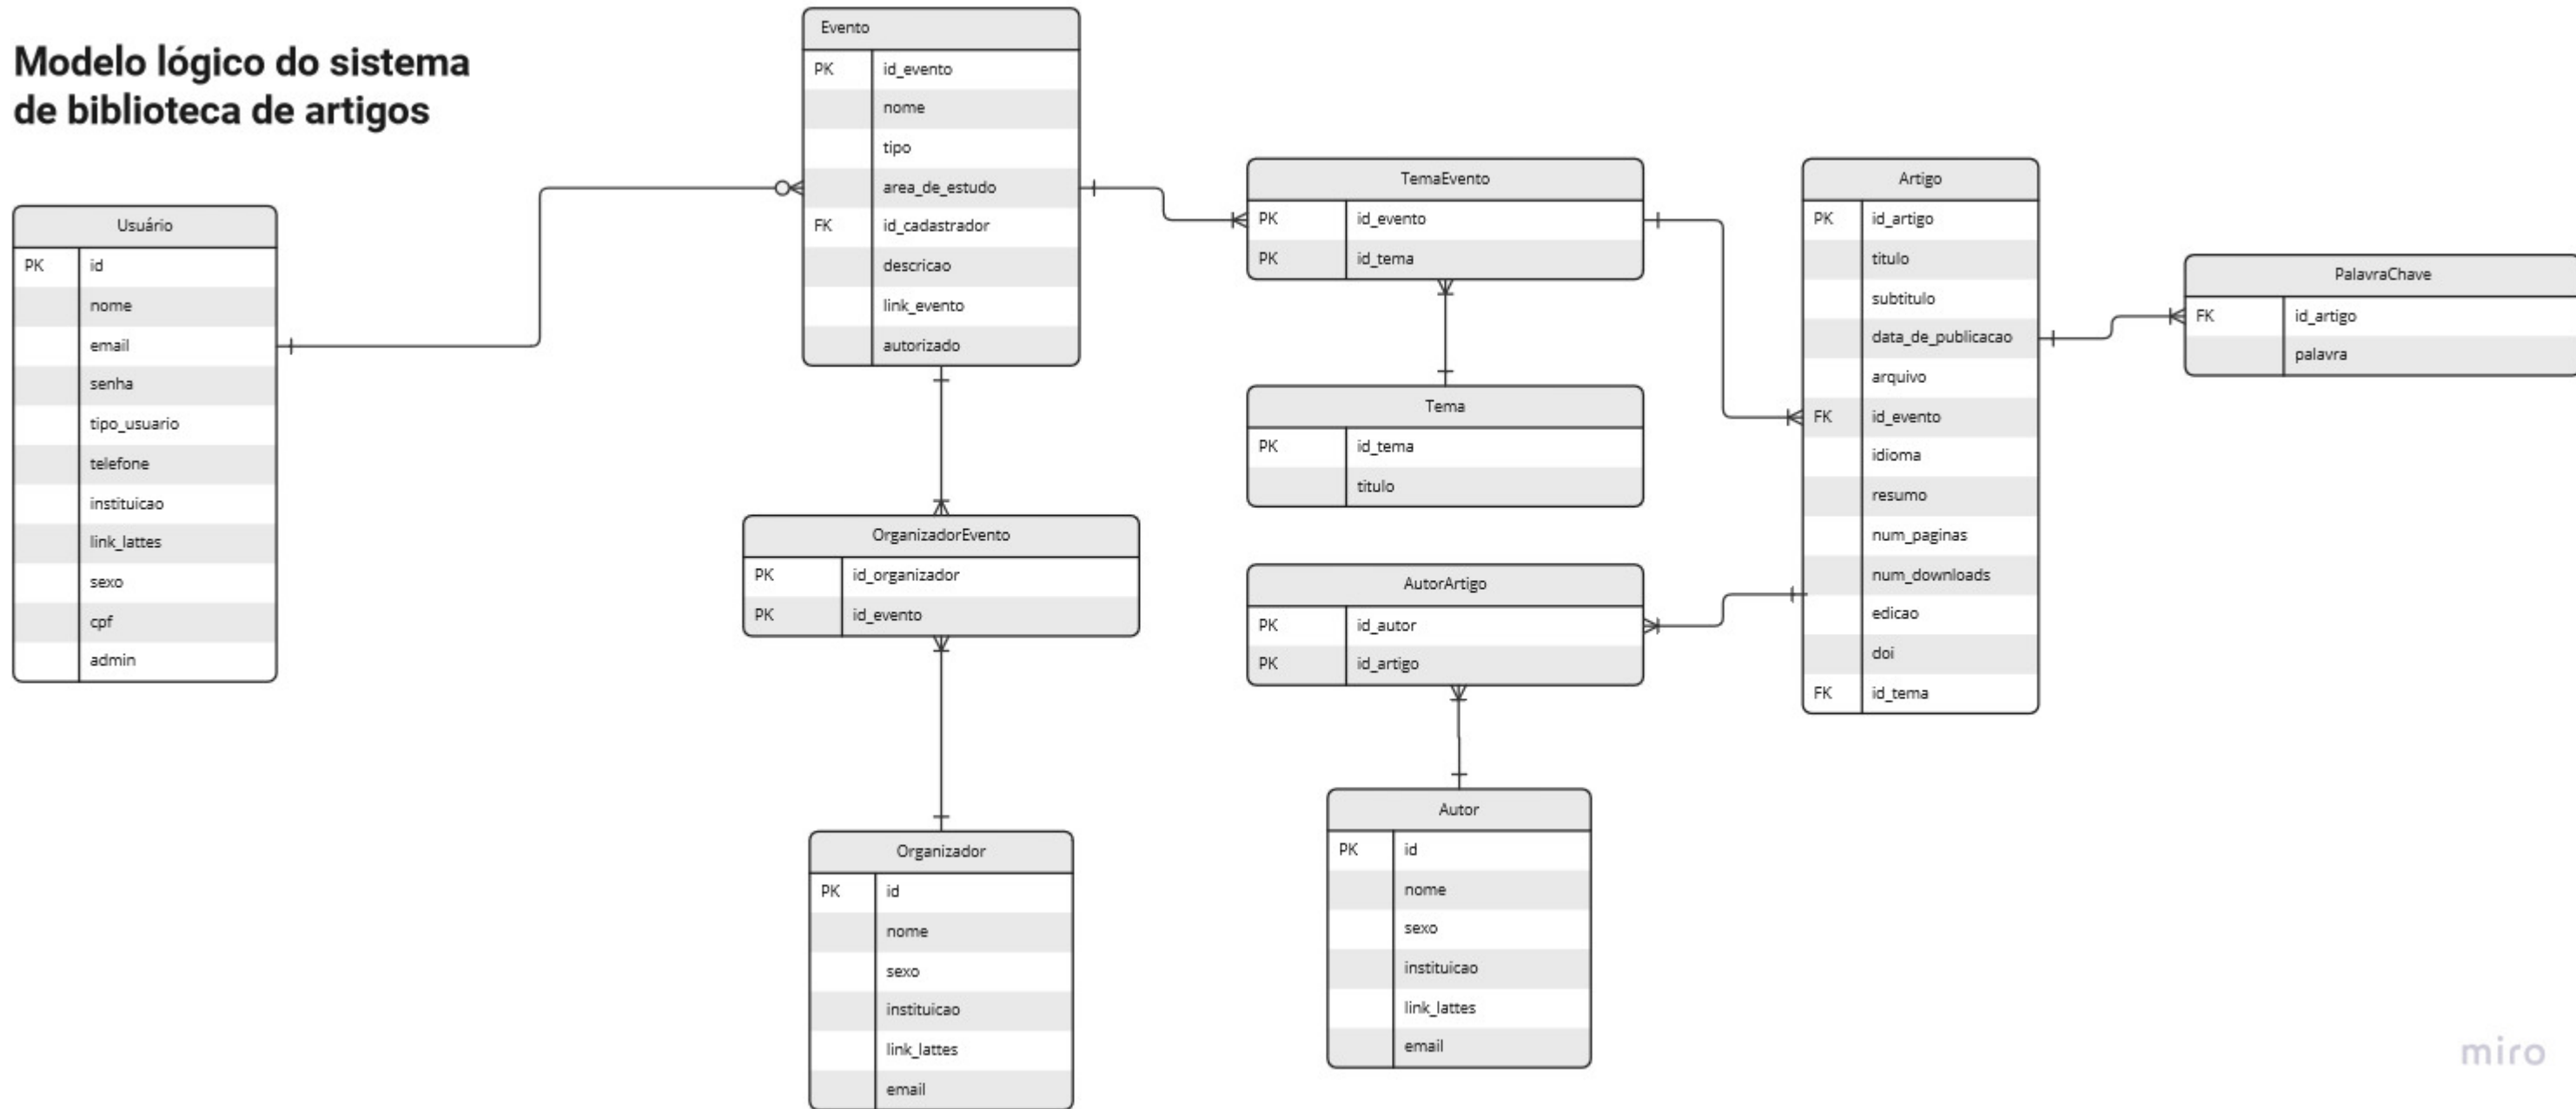 Modelo lógico do sistema
de biblioteca de artigos
Usuário
PK id
nome
email
senha
tipo_usuario
telefone
instituicao
link_lattes
sexo
cpf
admin
Evento
PK id_evento
nome
tipo
area_de_estudo
FK id_cadastrador
descricao
link_evento
autorizado
OrganizadorEvento
PK id_organizador
PK id_evento
Organizador
PK id
nome
sexo
instituicao
link_lattes
email
TemaEvento
PK id_evento
PK id_tema
Tema
PK id_tema
titulo
AutorArtigo
PK id_autor
PK id_artigo
Autor
PK id
nome
sexo
instituicao
link_lattes
email
Artigo
PK id_artigo
titulo
subtitulo
data_de_publicacao
arquivo
FK id_evento
idioma
resumo
num_paginas
num_downloads
edicao
doi
FK id_tema
PalavraChave
FK id_artigo
palavra
miro